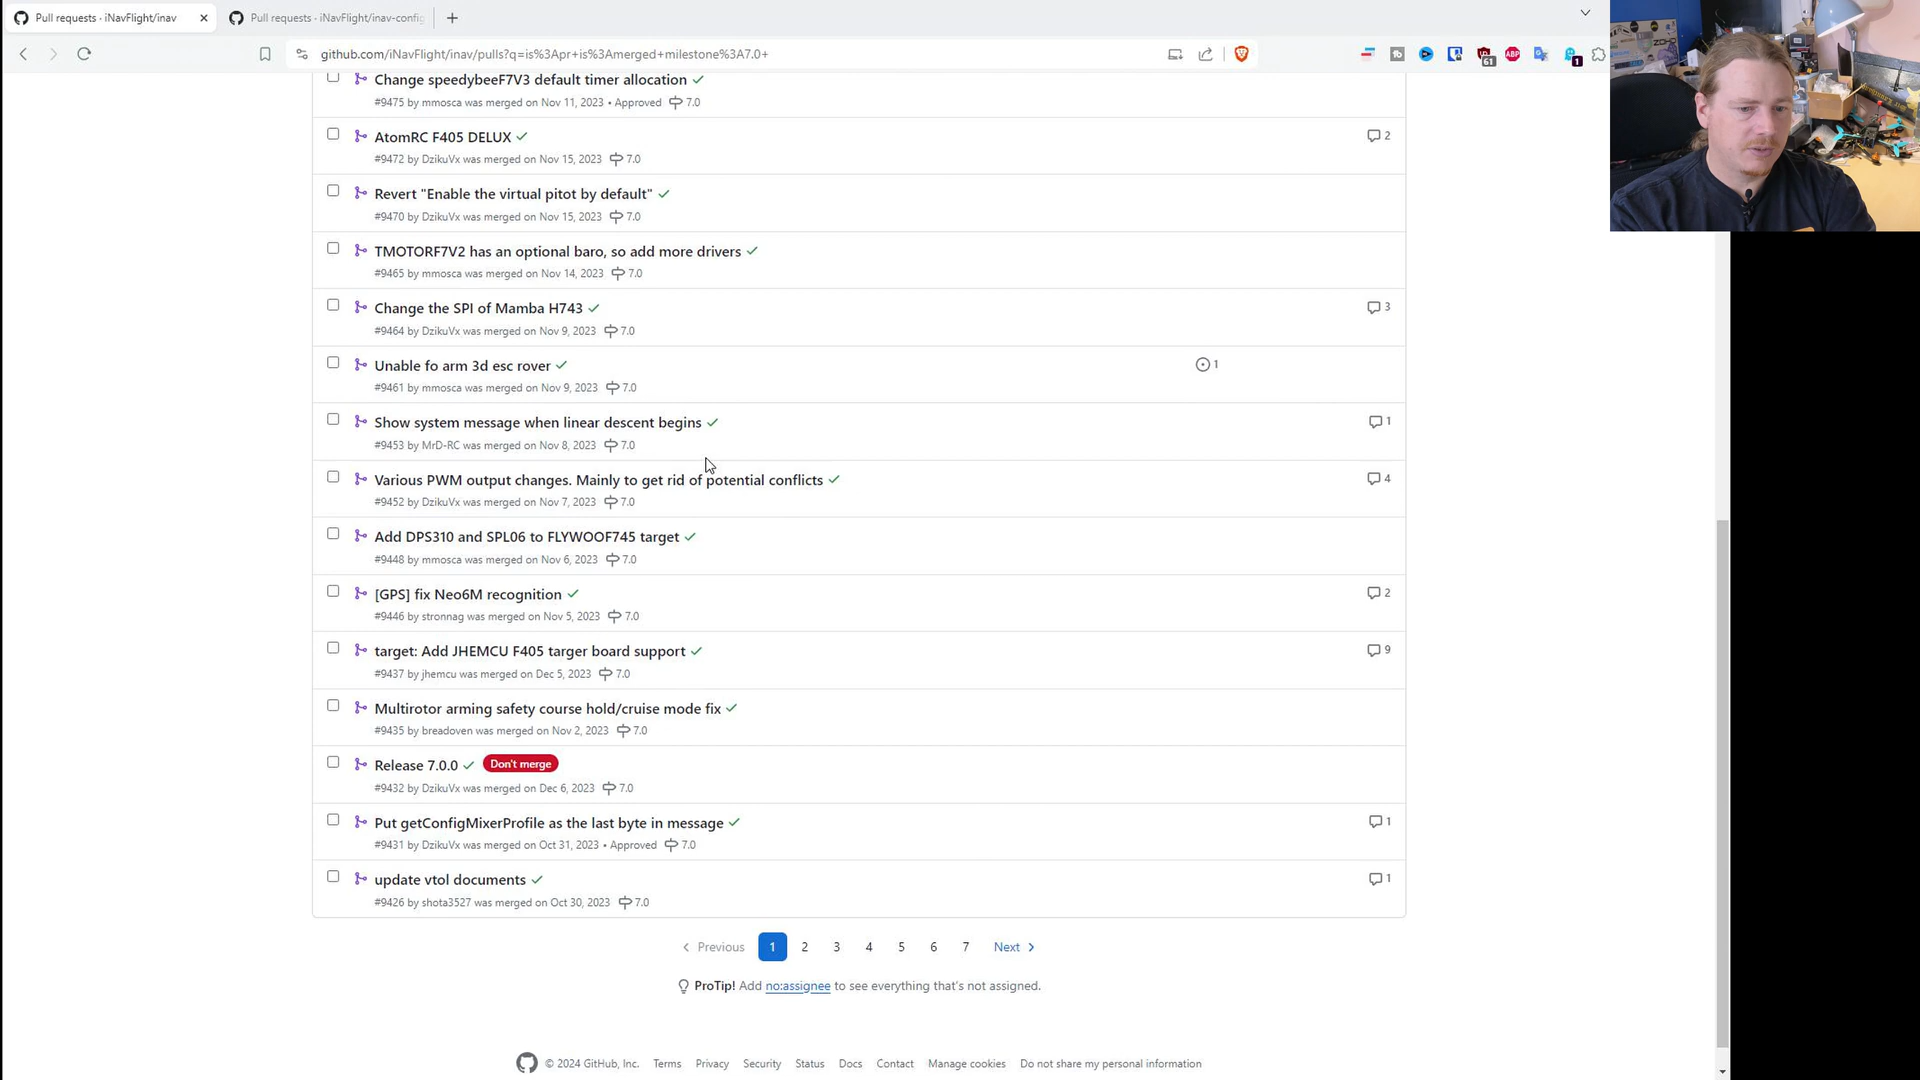 Pull requests · iNavFlight/inav
Pull requests · iNavFlight/inav-config
github.com/iNavFlight/inav/pulls?q=is%3Apr+is%3Amerged+milestone%3A7.0+
61
ABP
1
Change speedybeeF7V3 default timer allocation
#9475 by mmosca was merged on Nov 11, 2023 • Approved 7.0
AtomRC F405 DELUX
2
#9472 by DzikuVx was merged on Nov 15, 2023 7.0
Revert "Enable the virtual pitot by default"
#9470 by DzikuVx was merged on Nov 15, 2023 7.0
TMOTORF7V2 has an optional baro, so add more drivers
#9465 by mmosca was merged on Nov 14, 2023 7.0
Change the SPI of Mamba H743
3
#9464 by DzikuVx was merged on Nov 9, 2023 7.0
Unable fo arm 3d esc rover
1
#9461 by mmosca was merged on Nov 9, 2023 7.0
Show system message when linear descent begins
1
#9453 by MrD-RC was merged on Nov 8, 2023 7.0
Various PWM output changes. Mainly to get rid of potential conflicts
4
#9452 by DzikuVx was merged on Nov 7, 2023 7.0
Add DPS310 and SPL06 to FLYWOOF745 target
#9448 by mmosca was merged on Nov 6, 2023 7.0
[GPS] fix Neo6M recognition
2
#9446 by stronnag was merged on Nov 5, 2023 7.0
target: Add JHEMCU F405 targer board support
9
#9437 by jhemcu was merged on Dec 5, 2023 7.0
Multirotor arming safety course hold/cruise mode fix
#9435 by breadoven was merged on Nov 2, 2023 7.0
Release 7.0.0 Don't merge
#9432 by DzikuVx was merged on Dec 6, 2023 7.0
Put getConfigMixerProfile as the last byte in message
1
#9431 by DzikuVx was merged on Oct 31, 2023 • Approved 7.0
update vtol documents
1
#9426 by shota3527 was merged on Oct 30, 2023 7.0
Previous 1 2 3 4 5 6 7 Next
ProTip! Add no:assignee to see everything that's not assigned.
© 2024 GitHub, Inc. Terms Privacy Security Status Docs Contact Manage cookies Do not share my personal information